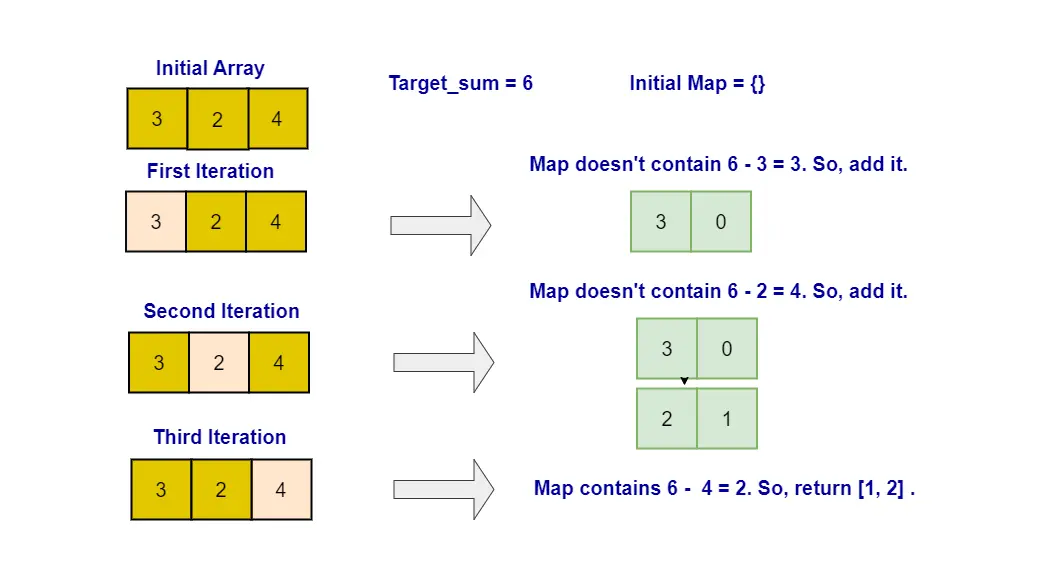 Initial Array
Target_sum = 6
Initial Map = {}
3 2 4
First Iteration
Map doesn't contain 6 - 3 = 3. So, add it.
3 2 4
3 0
Second Iteration
Map doesn't contain 6 - 2 = 4. So, add it.
3 2 4
3 0
2 1
Third Iteration
3 2 4
Map contains 6 -  4 = 2. So, return [1, 2] .